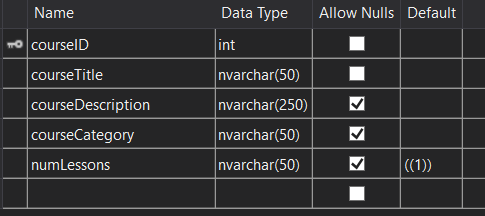 Name Data Type Allow Nulls Default
courseID int
courseTitle nvarchar(50)
courseDescription nvarchar(250)
courseCategory nvarchar(50)
numLessons nvarchar(50) ((1))